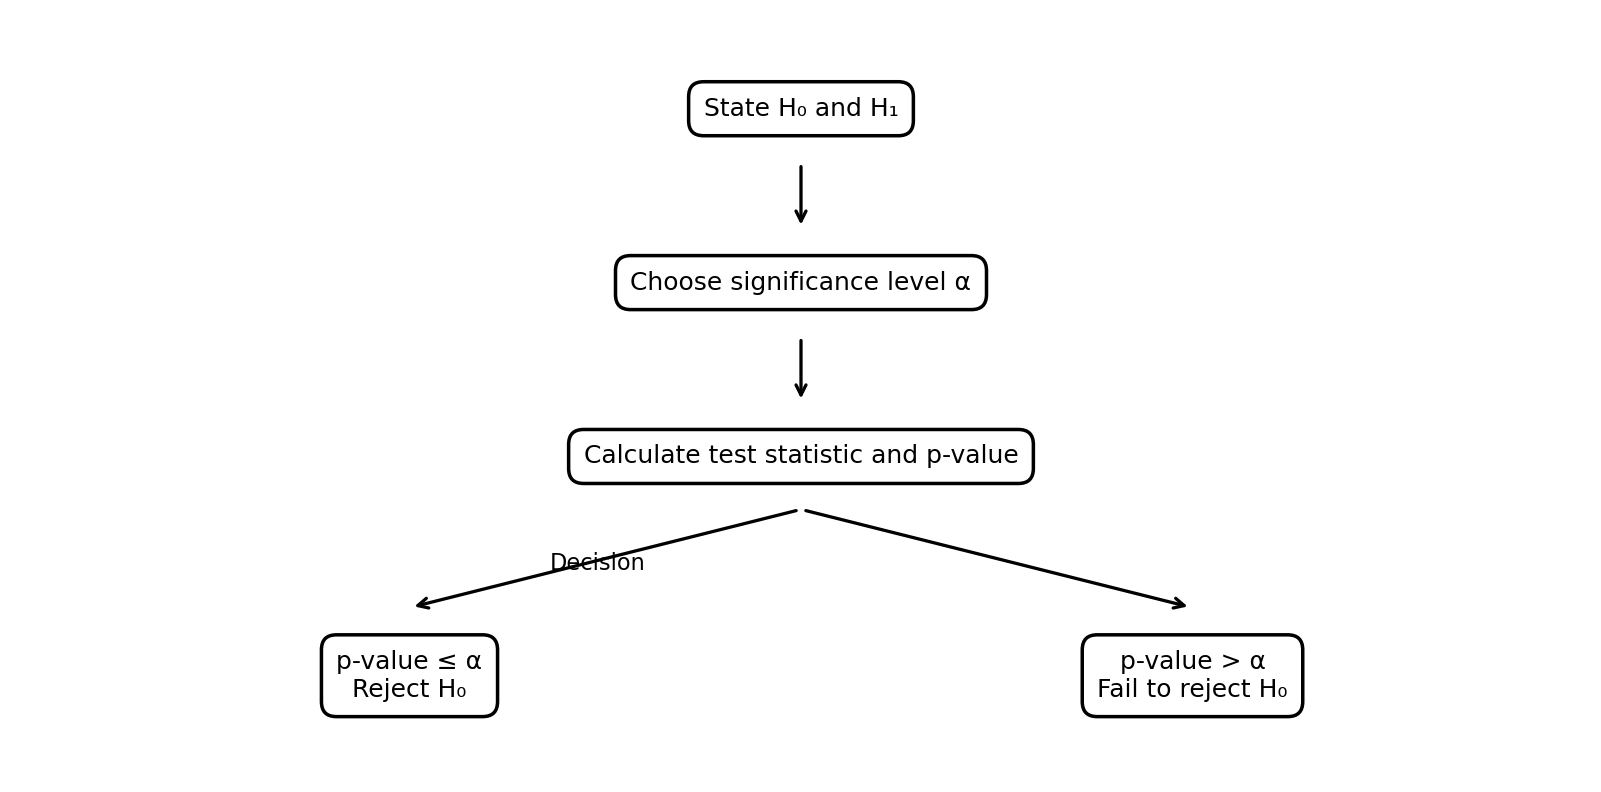 State H₀ and H₁
Choose significance level α
Calculate test statistic and p-value
Decision
p-value ≤ α
Reject H₀
p-value > α
Fail to reject H₀